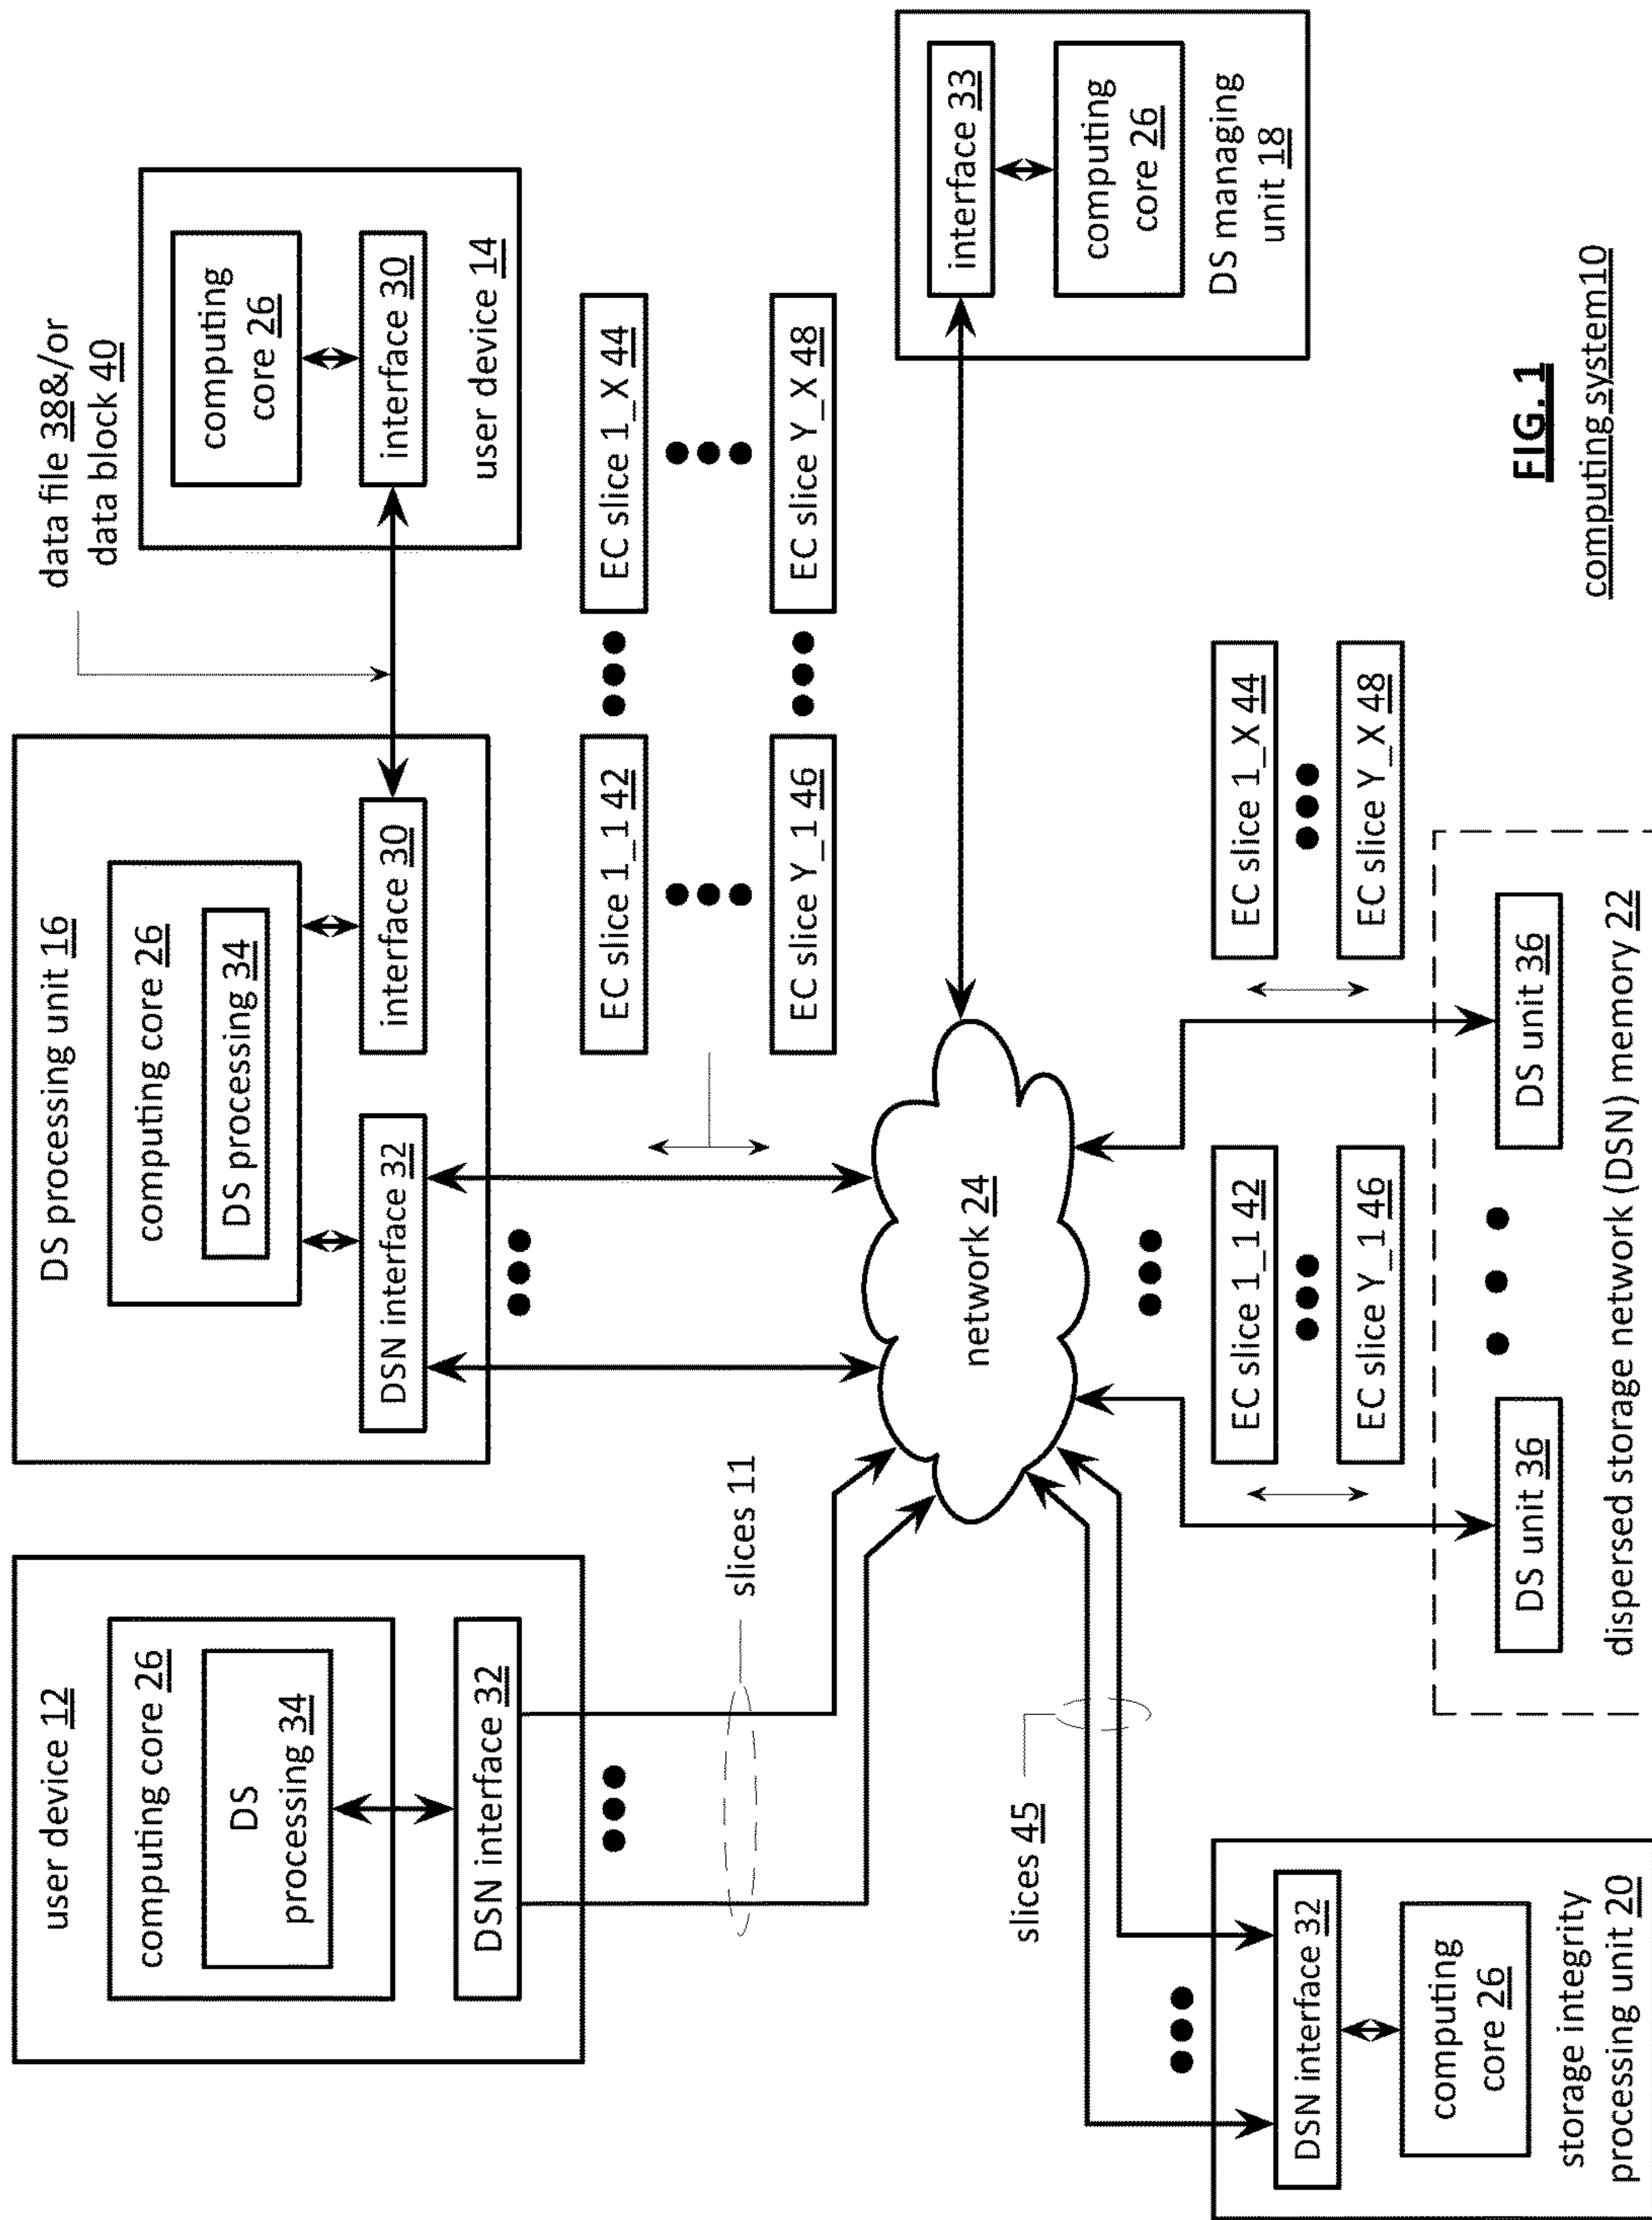 user device 12
computing core 26
DS
processing 34
DSN interface 32
slices 11
DS processing unit 16
computing core 26
DS processing 34
DSN interface 32
interface 30
data file 38&/or
data block 40
computing
core 26
interface 30
user device 14
EC slice 1_1 42
EC slice 1_X 44
EC slice Y_1 46
EC slice Y_X 48
network 24
interface 33
computing
core 26
DS managing
unit 18
slices 45
DSN interface 32
computing
core 26
storage integrity
processing unit 20
EC slice 1_1 42
EC slice Y_1 46
EC slice 1_X 44
EC slice Y_X 48
DS unit 36
DS unit 36
dispersed storage network (DSN) memory 22
FIG. 1
computing system10